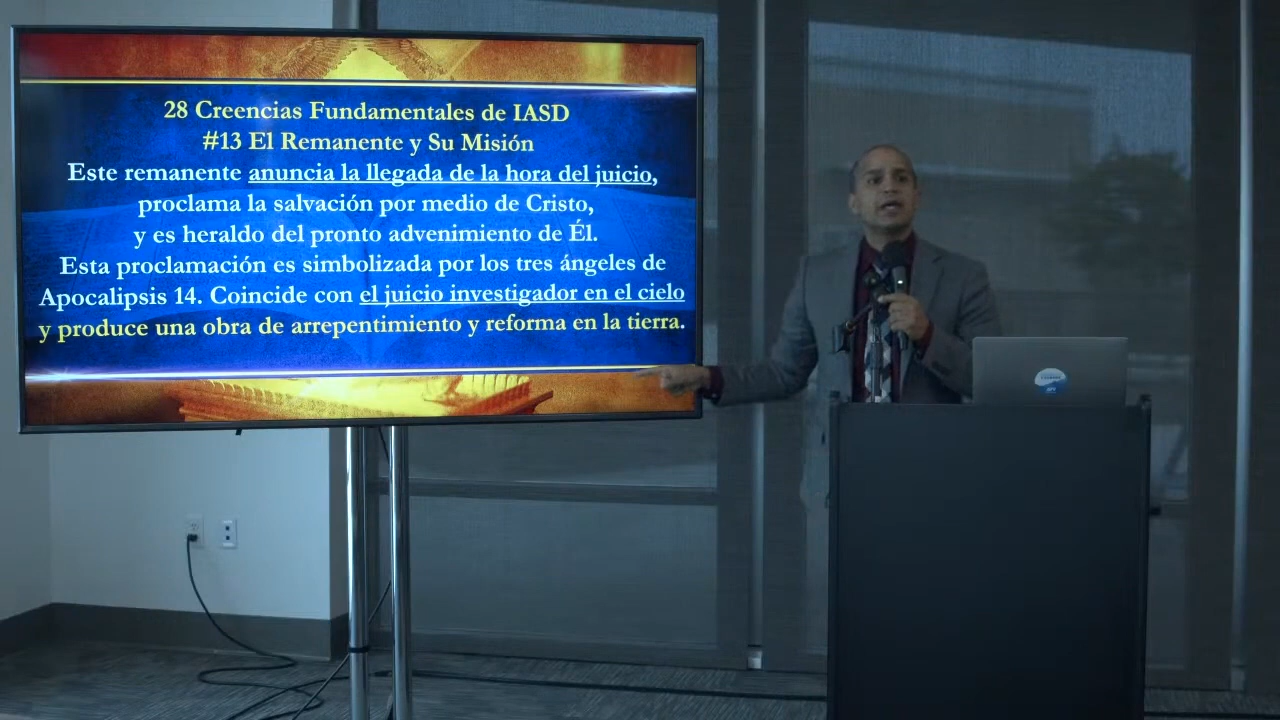 28 Creencias Fundamentales de IASD
#13 El Remanente y Su Misión
Este remanente anuncia la llegada de la hora del juicio,
proclama la salvación por medio de Cristo,
y es heraldo del pronto advenimiento de Él.
Esta proclamación es simbolizada por los tres ángeles de
Apocalipsis 14. Coincide con el juicio investigador en el cielo
y produce una obra de arrepentimiento y reforma en la tierra.